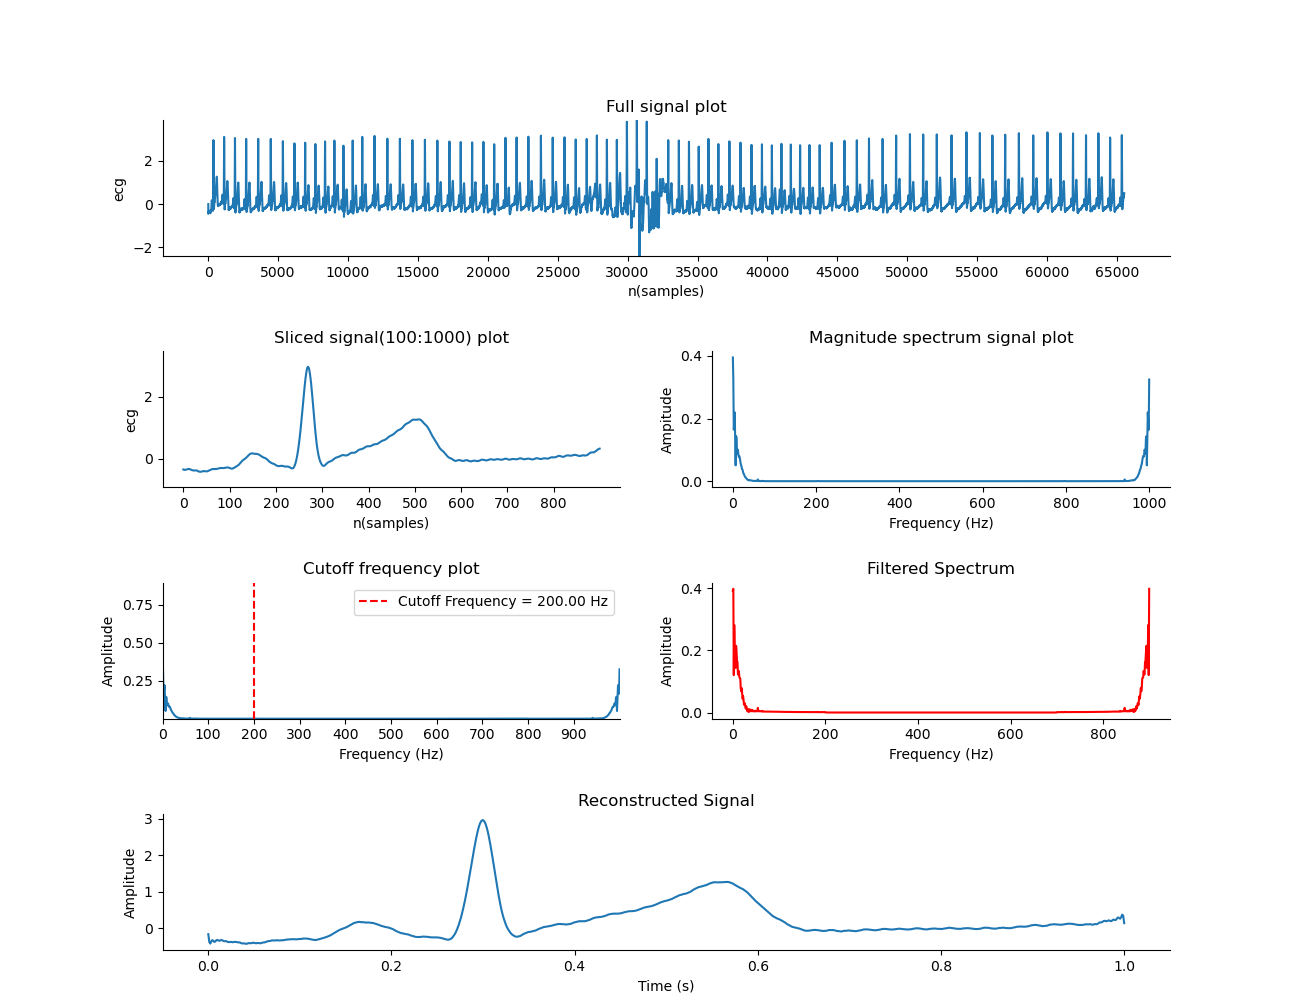 Full signal plot
ecg
2
0
−2
0 5000 10000 15000 20000 25000 30000 35000 40000 45000 50000 55000 60000 65000
n(samples)
Sliced signal(100:1000) plot
ecg
2
0
0 100 200 300 400 500 600 700 800
n(samples)
Magnitude spectrum signal plot
Ampitude
0.4
0.2
0.0
0 200 400 600 800 1000
Frequency (Hz)
Cutoff frequency plot
Amplitude
0.75
0.50
0.25
Cutoff Frequency = 200.00 Hz
0 100 200 300 400 500 600 700 800 900
Frequency (Hz)
Filtered Spectrum
Amplitude
0.4
0.2
0.0
0 200 400 600 800
Frequency (Hz)
Reconstructed Signal
Amplitude
3
2
1
0
0.0 0.2 0.4 0.6 0.8 1.0
Time (s)